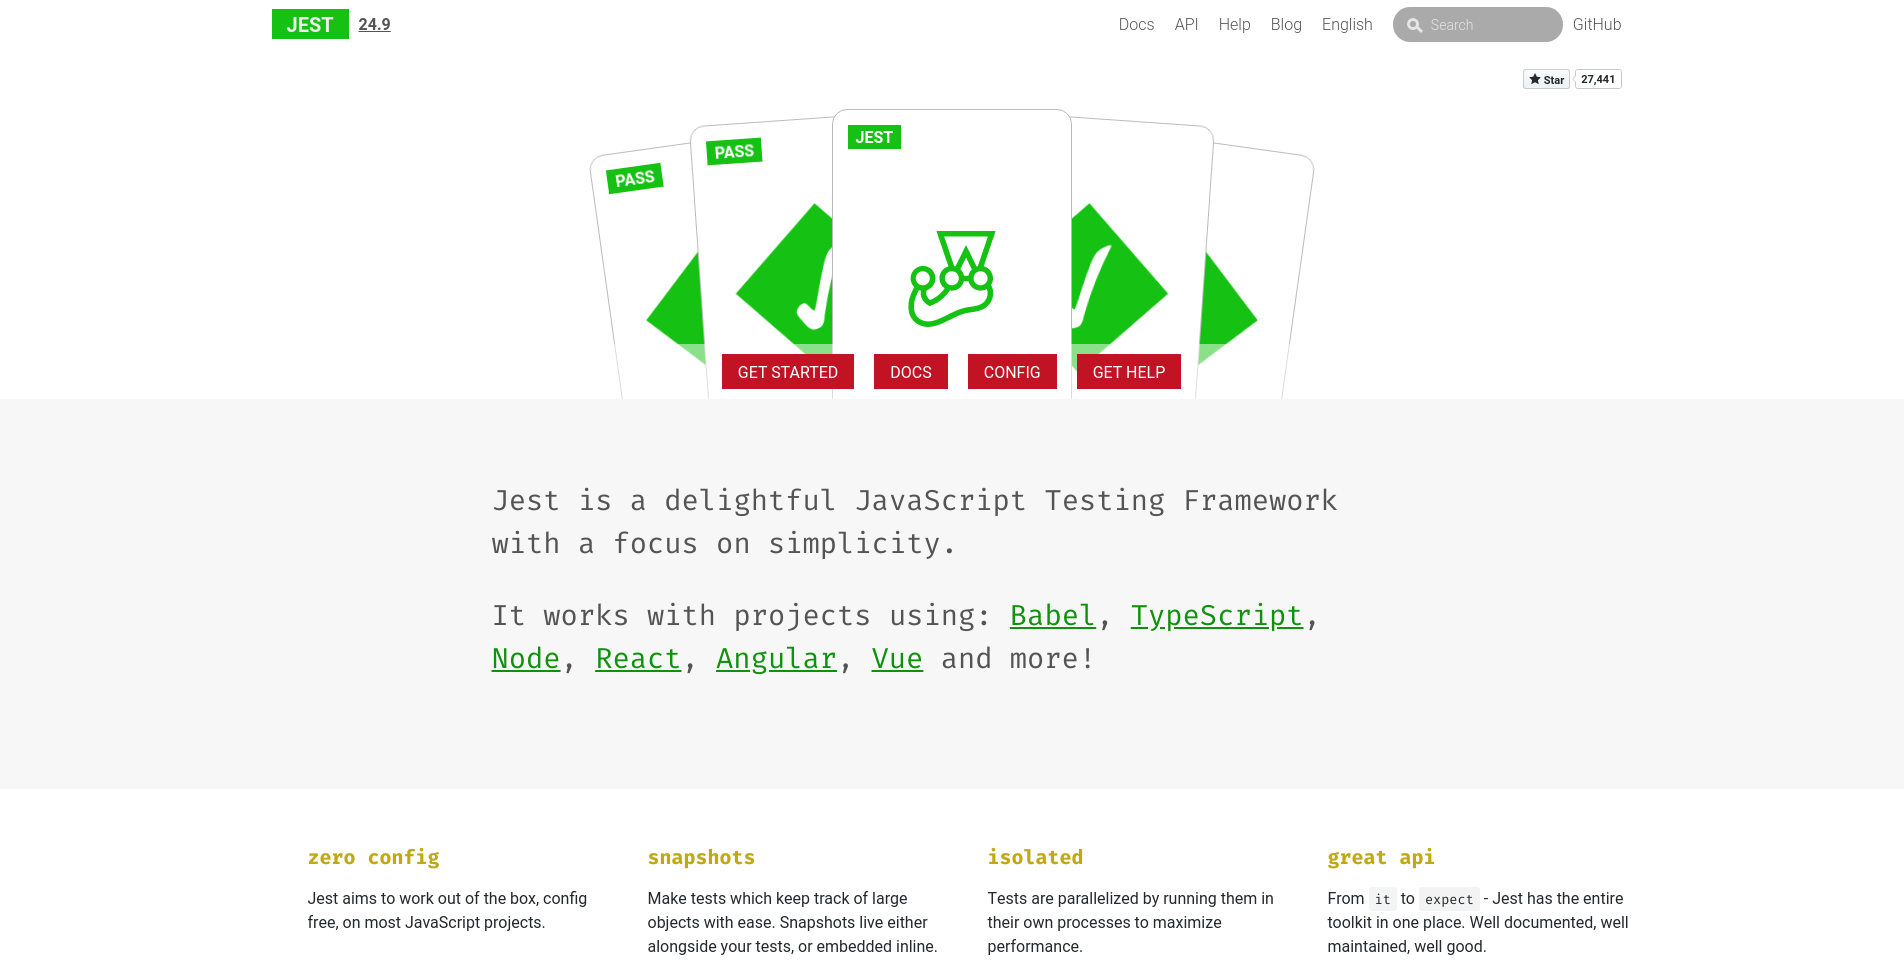 JEST 24.9 Docs API Help Blog English Search GitHub
Star 27,441
PASS PASS JEST
GET STARTED DOCS CONFIG GET HELP
Jest is a delightful JavaScript Testing Framework
with a focus on simplicity.
It works with projects using: Babel, TypeScript,
Node, React, Angular, Vue and more!
zero config
Jest aims to work out of the box, config
free, on most JavaScript projects.
snapshots
Make tests which keep track of large
objects with ease. Snapshots live either
alongside your tests, or embedded inline.
isolated
Tests are parallelized by running them in
their own processes to maximize
performance.
great api
From it to expect - Jest has the entire
toolkit in one place. Well documented, well
maintained, well good.